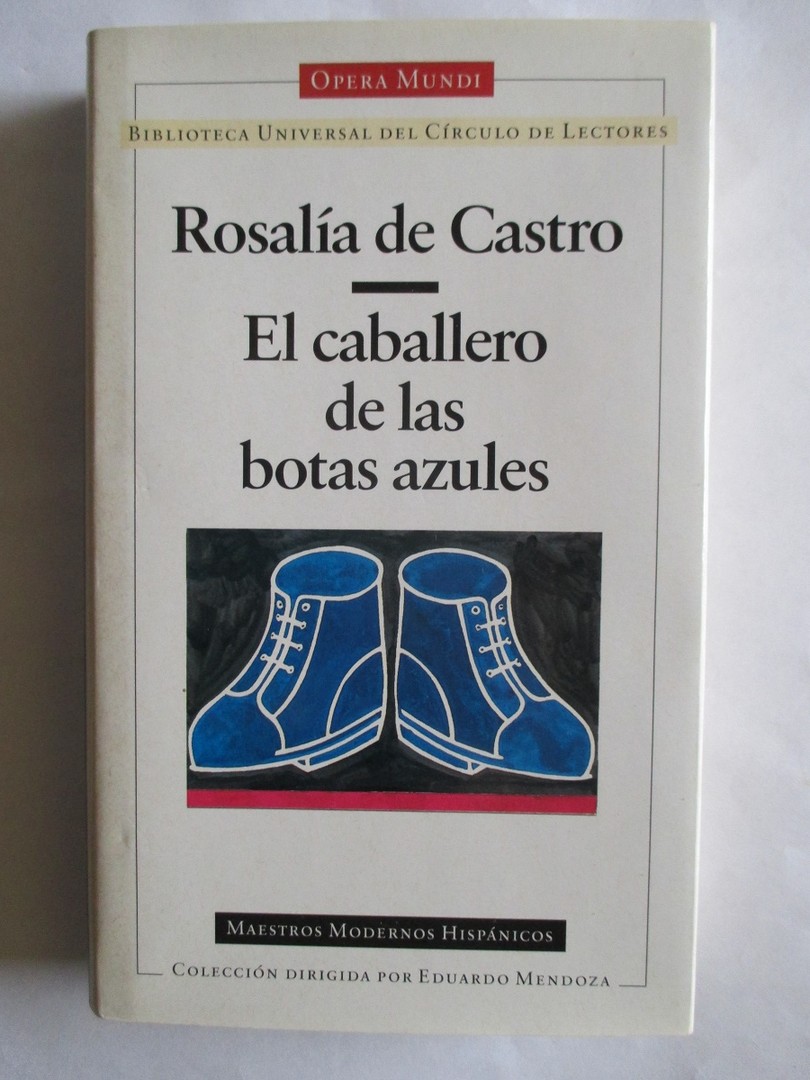 OPERA MUNDI
BIBLIOTECA UNIVERSAL DEL CÍRCULO DE LECTORES
Rosalía de Castro
El caballero
de las
botas azules
MAESTROS MODERNOS HISPÁNICOS
COLECCIÓN DIRIGIDA POR EDUARDO MENDOZA